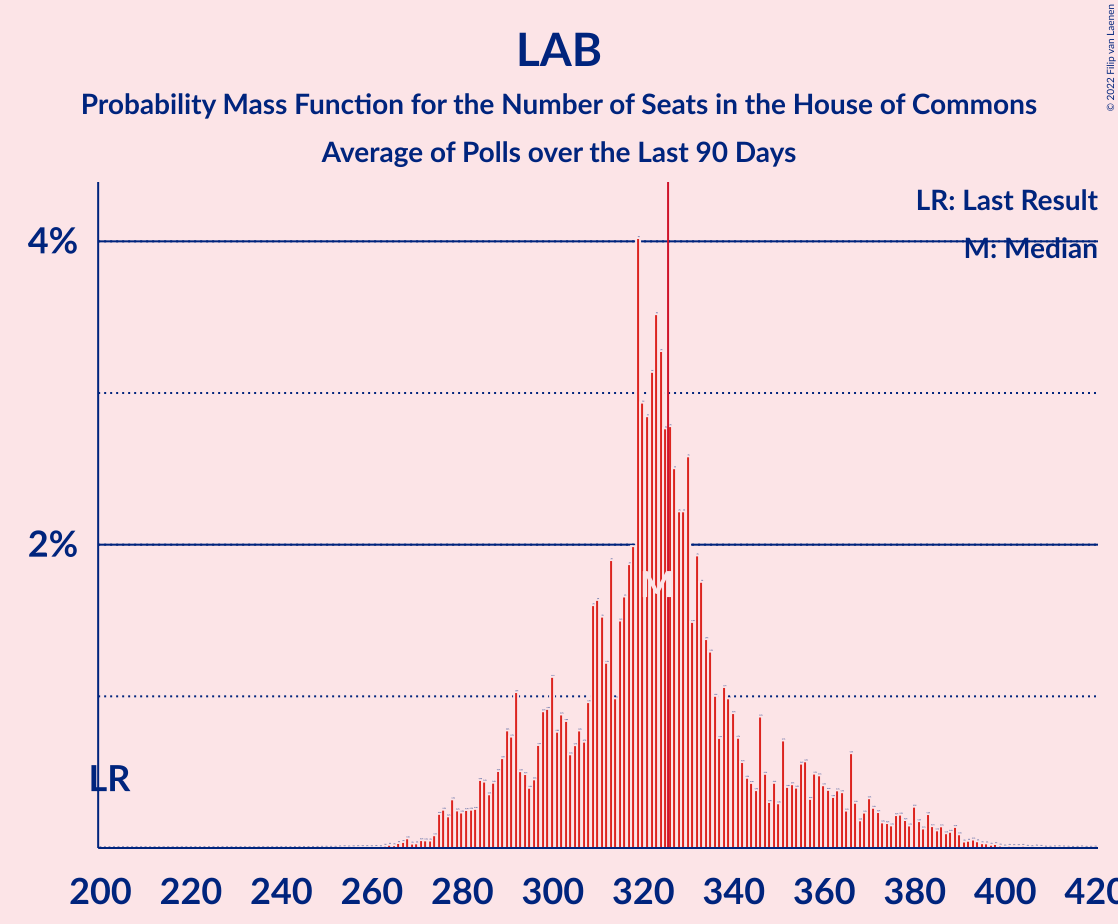 LAB
Probability Mass Function for the Number of Seats in the House of Commons
Average of Polls over the Last 90 Days
© 2022 Filip van Laenen
LR: Last Result
M: Median
4%
2%
M
LR
200 220 240 260 280 300 320 340 360 380 400 420